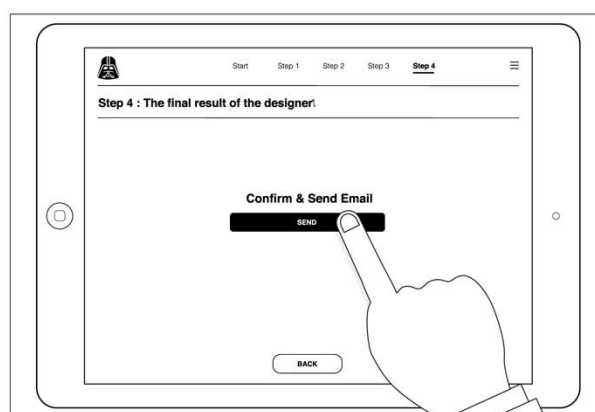 Start Step 1 Step 2 Step 3 Step 4
Step 4 : The final result of the designer
Confirm & Send Email
SEND
BACK